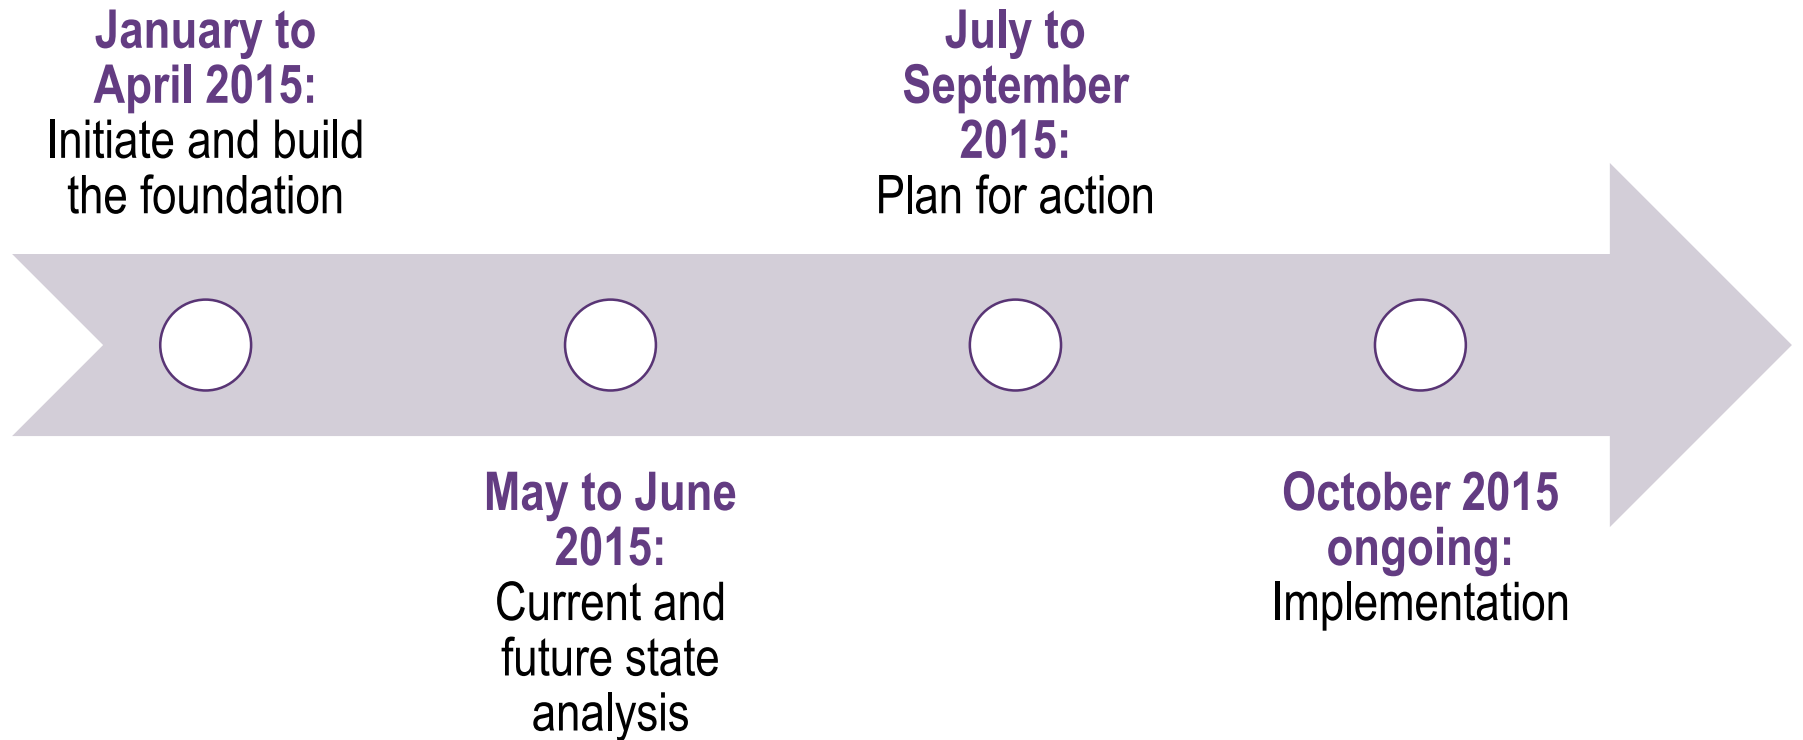 January to
April 2015:
Initiate and build
the foundation
May to June
2015:
Current and
future state
analysis
July to
September
2015:
Plan for action
October 2015
ongoing:
Implementation